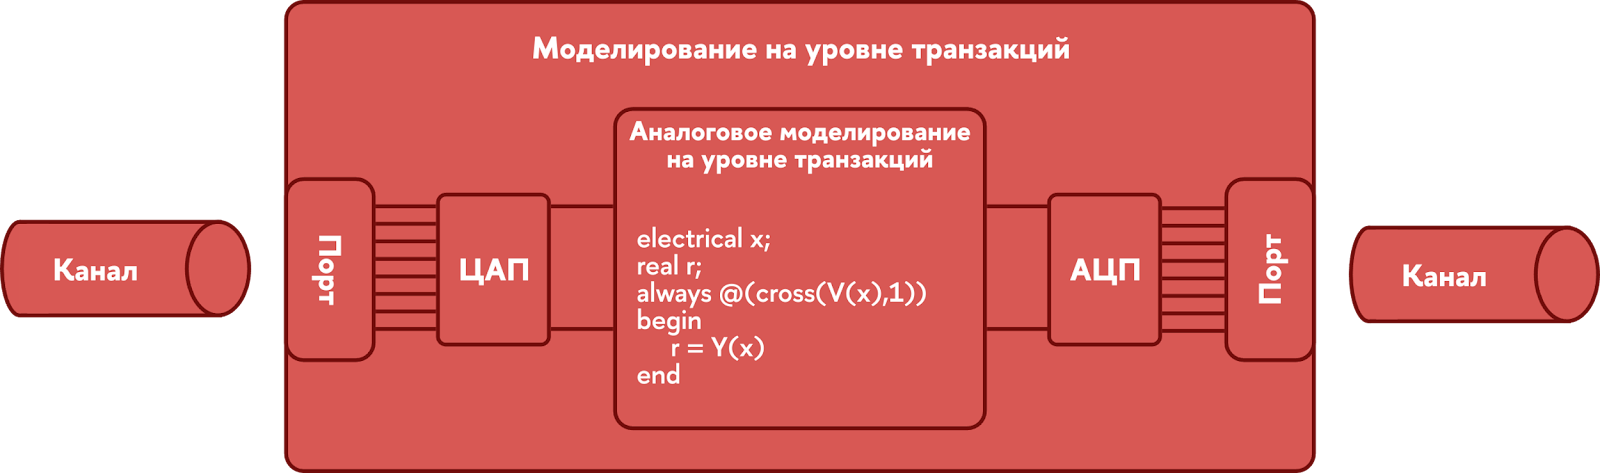 Моделирование на уровне транзакций
Аналоговое моделирование
на уровне транзакций
Канал
Порт
ЦАП
electrical x;
real r;
always @(cross(V(x),1))
begin
r = Y(x)
end
АЦП
Порт
Канал